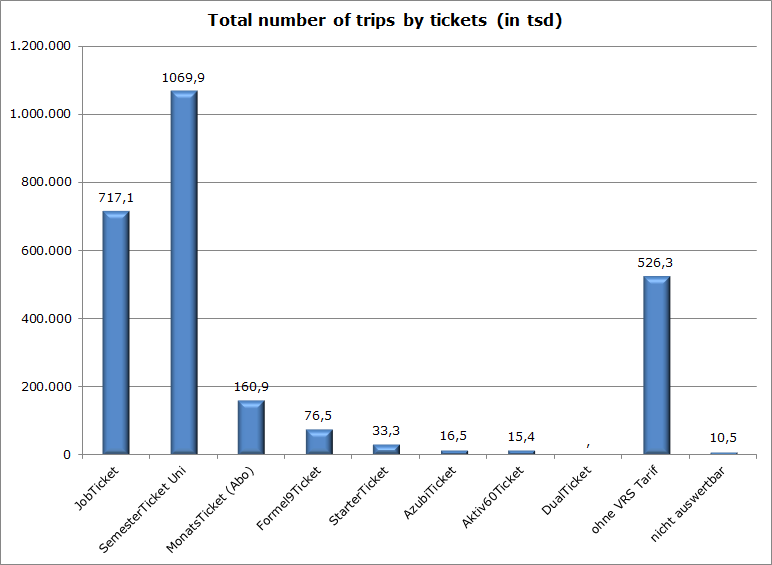 Total number of trips by tickets (in tsd)
1.200.000
1.000.000
800.000
600.000
400.000
200.000
0
717,1
1069,9
160,9
76,5
33,3
16,5
15,4
,
526,3
10,5
JobTicket
SemesterTicket Uni
MonatsTicket (Abo)
Formel9Ticket
StarterTicket
AzubiTicket
Aktiv60Ticket
DualTicket
ohne VRS Tarif
nicht auswertbar